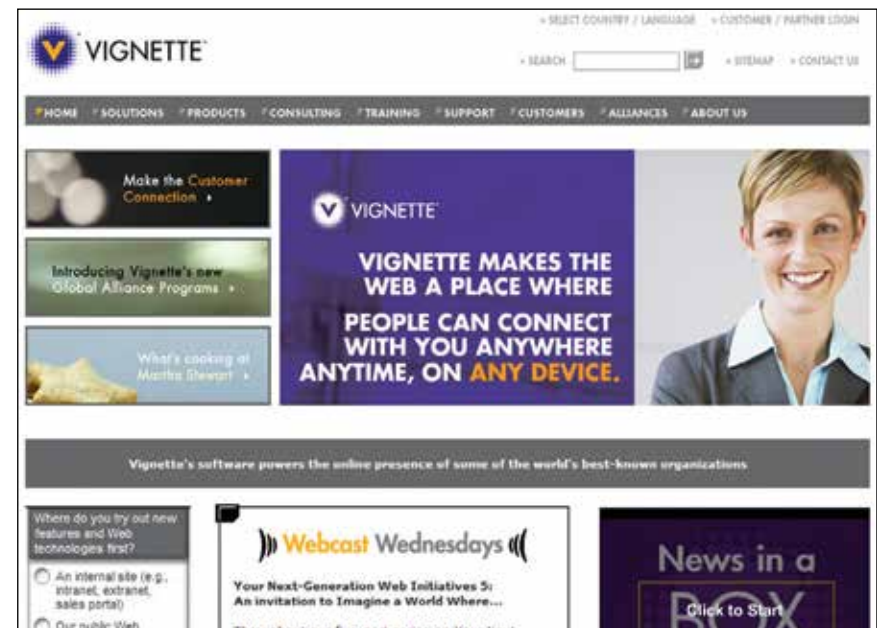 » SELECT COUNTRY / LANGUAGE » CUSTOMER / PARTNER LOGIN
VIGNETTE
» SEARCH
» SITEMAP » CONTACT US
HOME SOLUTIONS PRODUCTS CONSULTING TRAINING SUPPORT CUSTOMERS ALLIANCES ABOUT US
Make the Customer
Connection
Introducing Vignette's new
Global Alliance Programs
What's cooking at
Martha Stewart
VIGNETTE
VIGNETTE MAKES THE
WEB A PLACE WHERE
PEOPLE CAN CONNECT
WITH YOU ANYWHERE
ANYTIME, ON ANY DEVICE.
Vignette's software powers the online presence of some of the world's best-known organizations
Where do you try out new
features and Web
technologies first?
An internal site (e.g.,
intranet, extranet,
sales portal)
Our public Web
Webcast Wednesdays
Your Next-Generation Web Initiatives 5:
An invitation to Imagine a World Where...
News in a
BOX
Click to Start